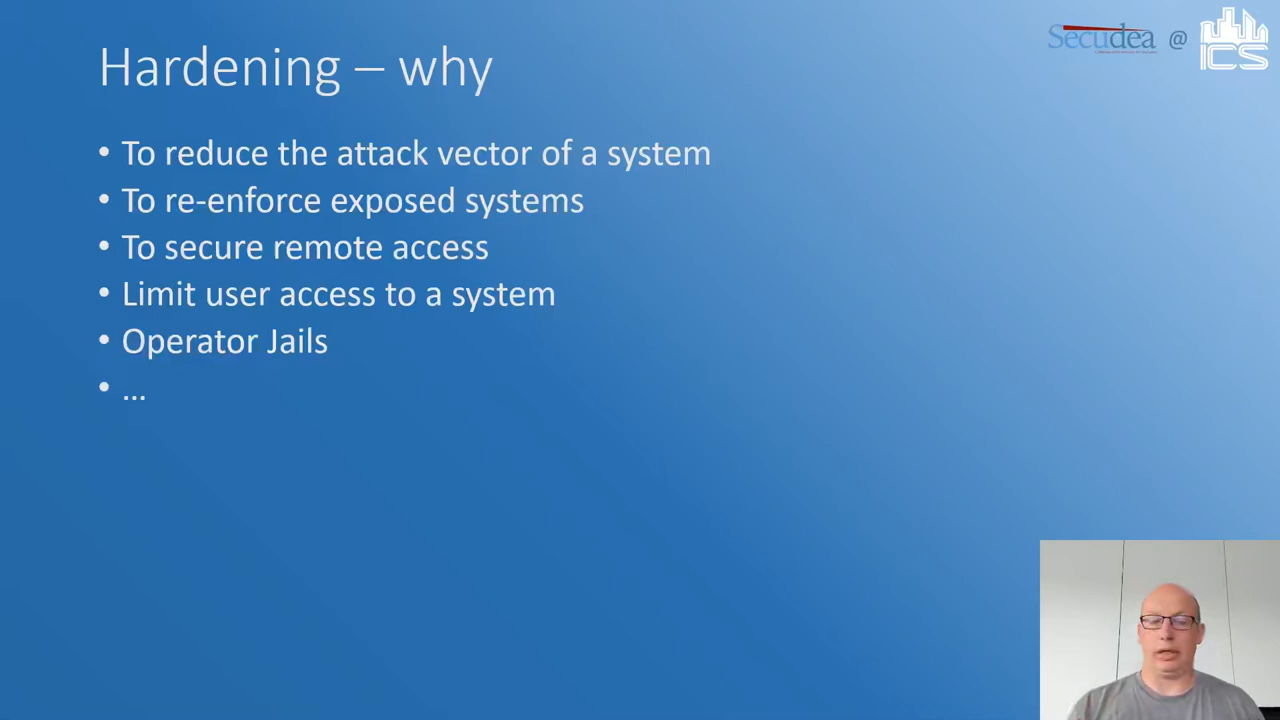 Hardening – why
Secudea @ ICS
• To reduce the attack vector of a system
• To re-enforce exposed systems
• To secure remote access
• Limit user access to a system
• Operator Jails
• ...